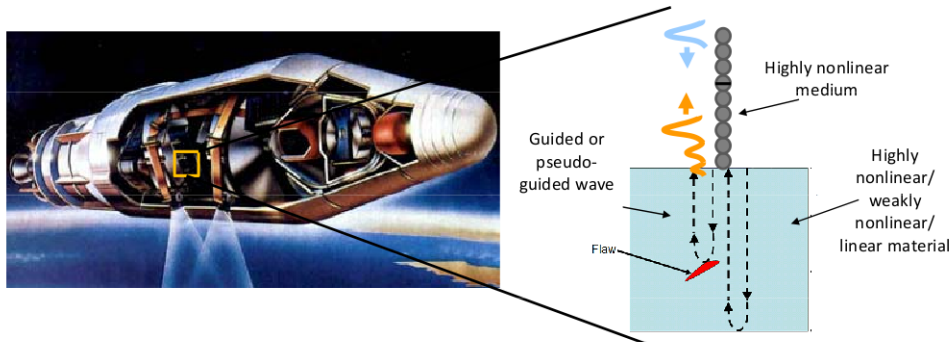 Highly nonlinear
medium
Guided or
pseudo-
guided wave
Highly
nonlinear/
weakly
nonlinear/
linear material
Flaw